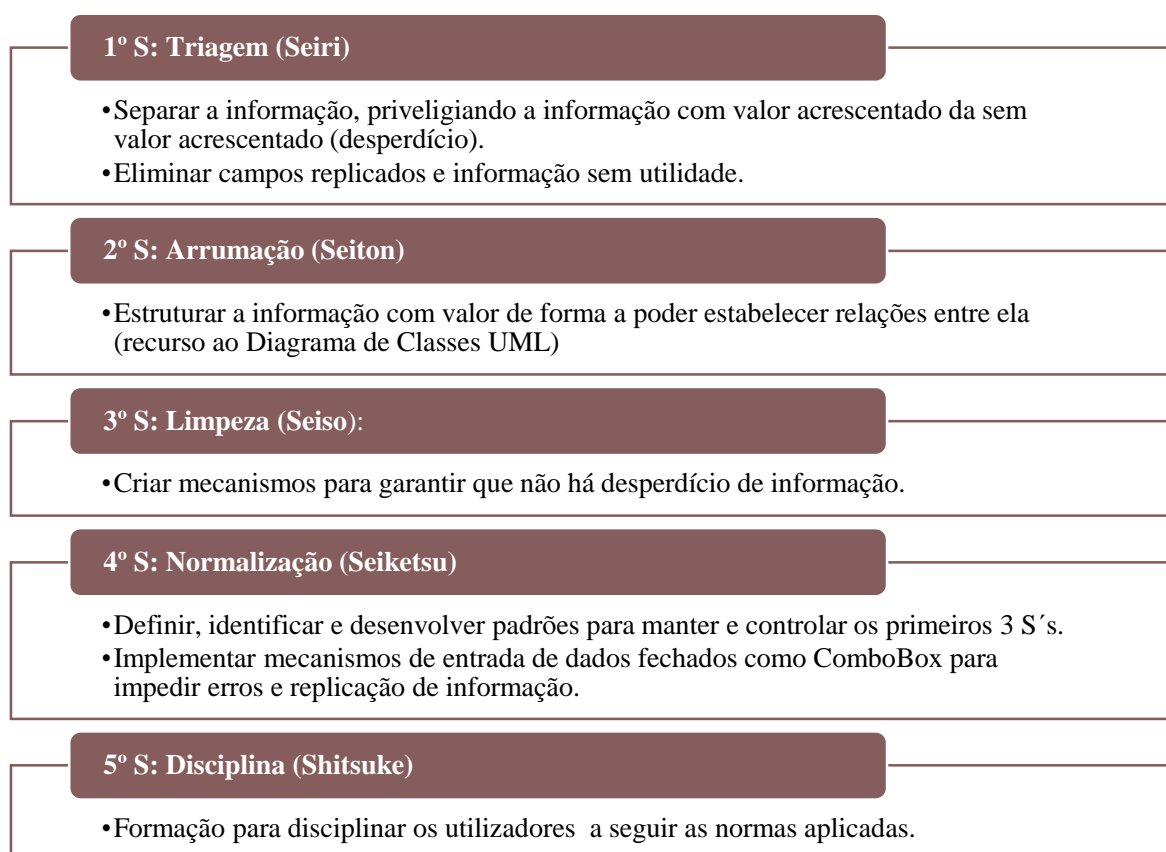 1º S: Triagem (Seiri)
•Separar a informação, priveligiando a informação com valor acrescentado da sem
valor acrescentado (desperdício).
•Eliminar campos replicados e informação sem utilidade.
2º S: Arrumação (Seiton)
•Estruturar a informação com valor de forma a poder estabelecer relações entre ela
(recurso ao Diagrama de Classes UML)
3º S: Limpeza (Seiso):
•Criar mecanismos para garantir que não há desperdício de informação.
4º S: Normalização (Seiketsu)
•Definir, identificar e desenvolver padrões para manter e controlar os primeiros 3 S´s.
•Implementar mecanismos de entrada de dados fechados como ComboBox para
impedir erros e replicação de informação.
5º S: Disciplina (Shitsuke)
•Formação para disciplinar os utilizadores  a seguir as normas aplicadas.